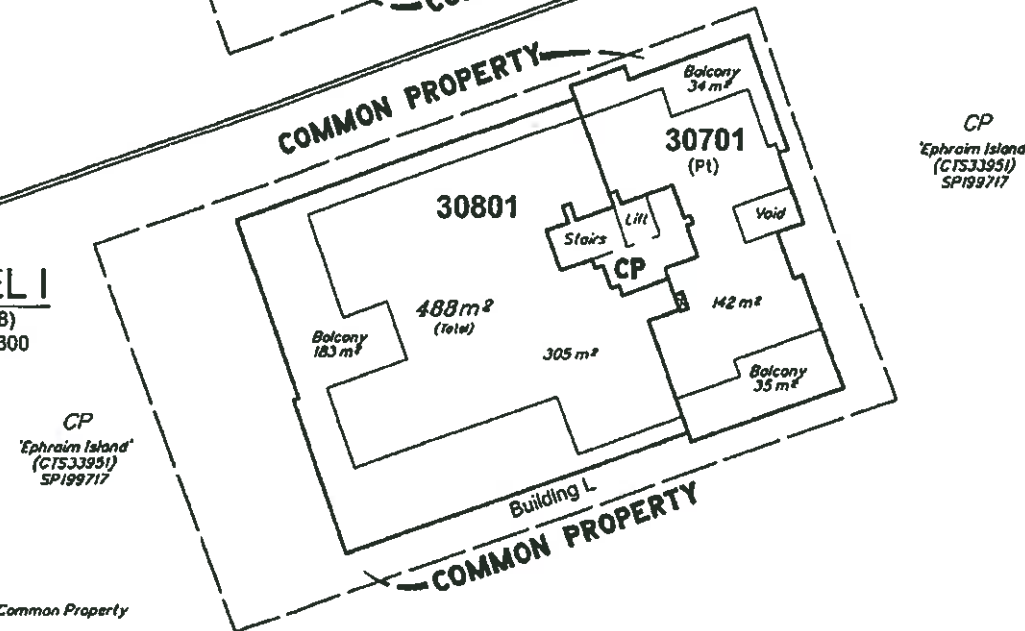 COMMON PROPERTY
Balcony
34 m²
30701
(Pt)
CP
'Ephraim Island
(CTS33951)
SP199717
30801
Lift
Stairs
CP
Void
EL I
8)
300
488 m²
(Total)
142 m²
Balcony
183 m²
305 m²
Balcony
35 m²
CP
'Ephraim Island'
(CTS33951)
SP199717
Building L
COMMON PROPERTY
Common Property